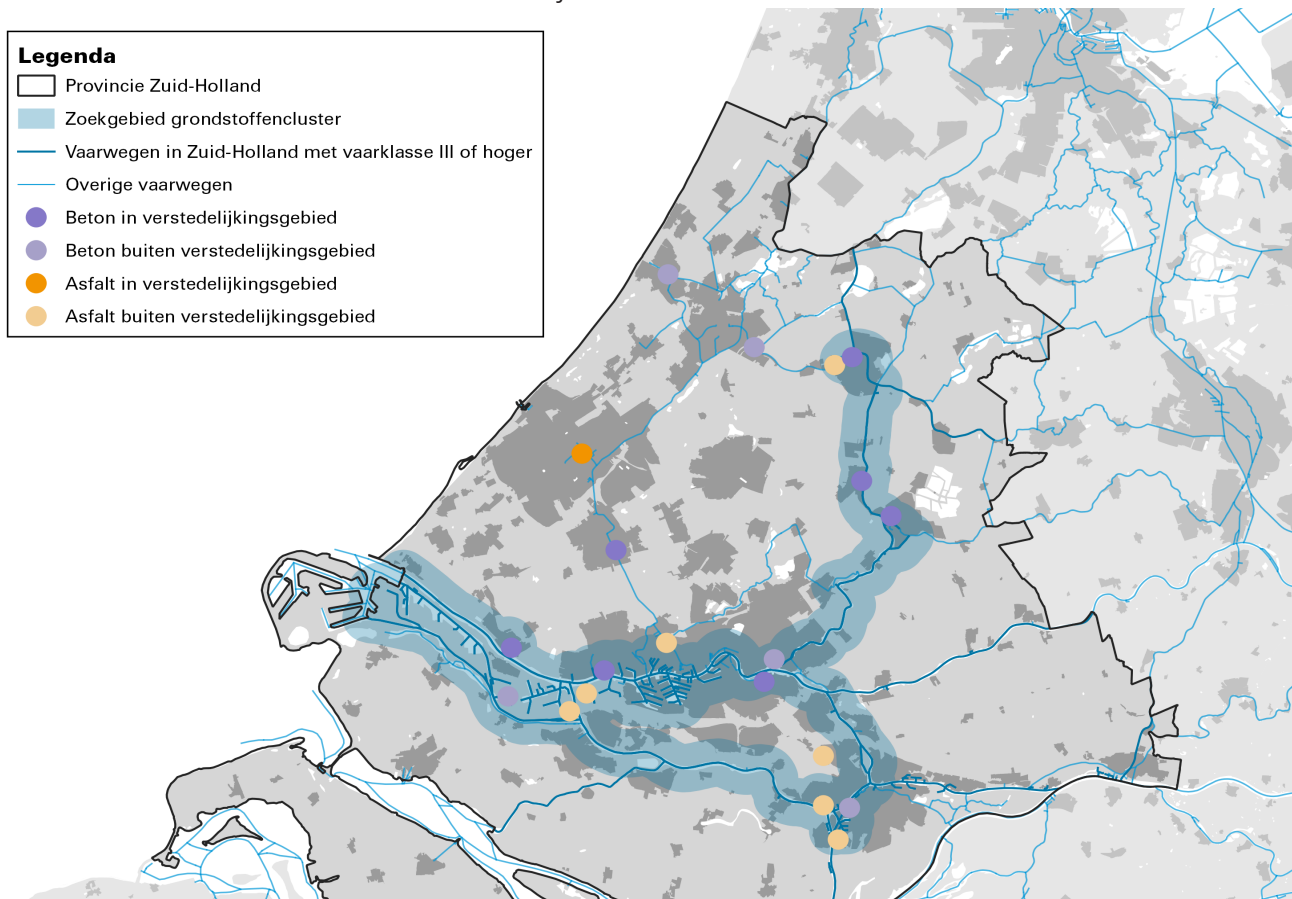 Legenda
Provincie Zuid-Holland
Zoekgebied grondstoffencluster
Vaarwegen in Zuid-Holland met vaarklasse III of hoger
Overige vaarwegen
Beton in verstedelijkingsgebied
Beton buiten verstedelijkingsgebied
Asfalt in verstedelijkingsgebied
Asfalt buiten verstedelijkingsgebied